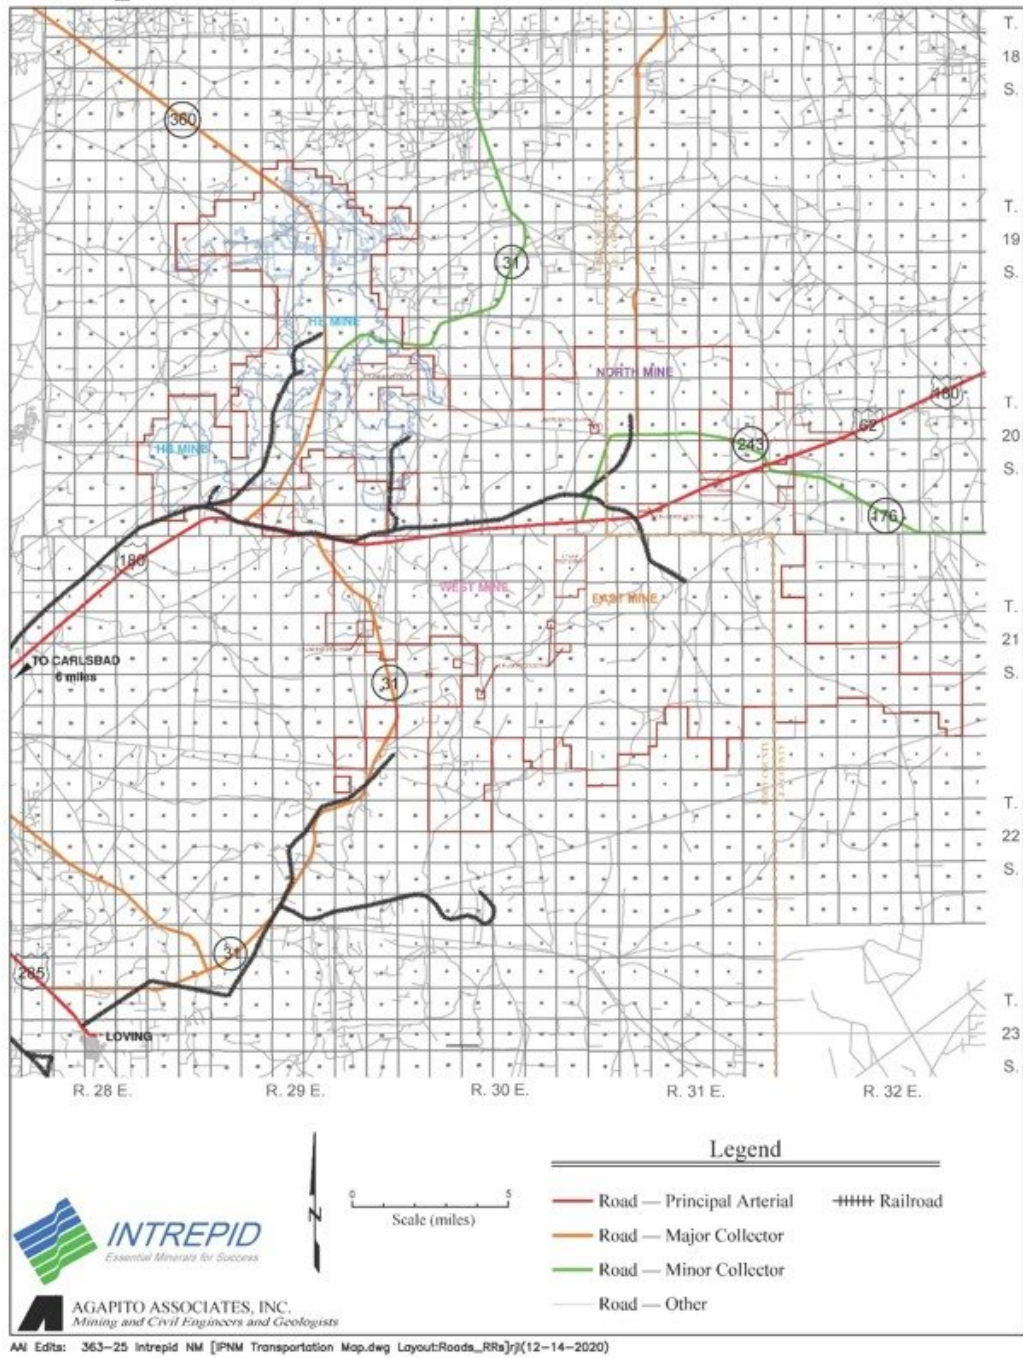 T.
18
S.
360
T.
19
S.
31
HB MINE
NORTH MINE
180
62
T.
20
S.
243
HB MINE
176
180
WEST MINE
EAST MINE
T.
21
S.
TO CARLSBAD
6 miles
31
T.
22
S.
31
285
T.
23
S.
LOVING
R. 28 E.
R. 29 E.
R. 30 E.
R. 31 E.
R. 32 E.
Legend
Road — Principal Arterial
Railroad
Road — Major Collector
Road — Minor Collector
Road — Other
0
5
Scale (miles)
N
INTREPID
Essential Minerals for Success
AGAPITO ASSOCIATES, INC.
Mining and Civil Engineers and Geologists
AAI Edits: 363-25 Intrepid NM [IPNM Transportation Map.dwg Layout:Roads_RRs]rjl(12-14-2020)